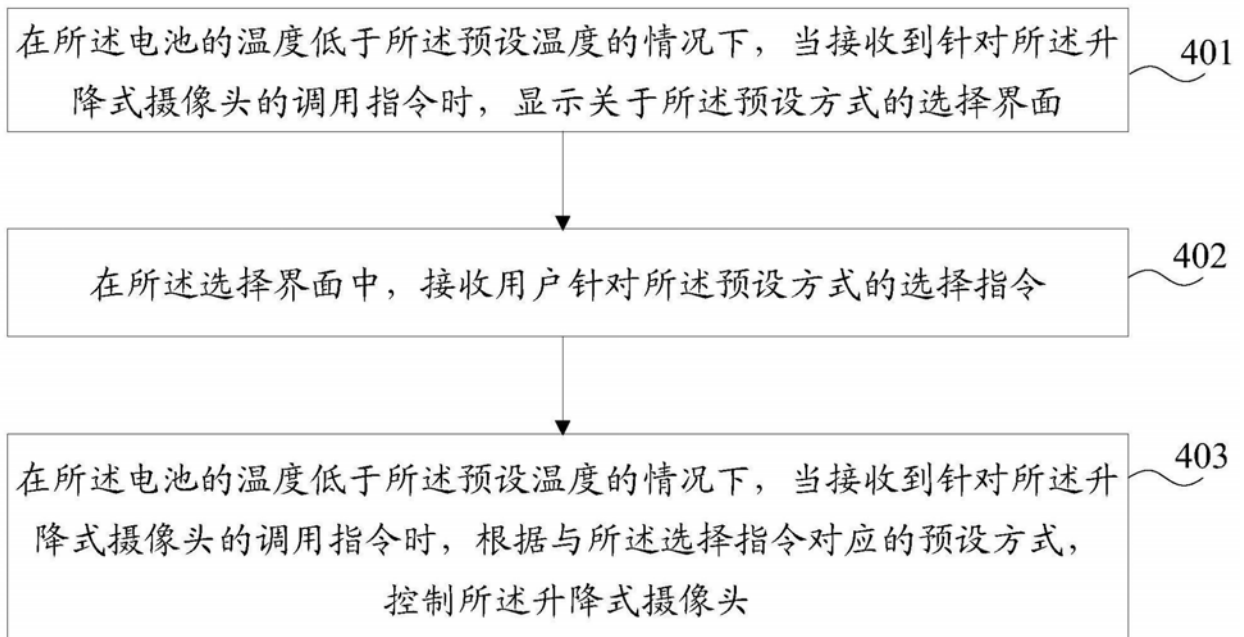 在所述电池的温度低于所述预设温度的情况下，当接收到针对所述升
降式摄像头的调用指令时，显示关于所述预设方式的选择界面
401
在所述选择界面中，接收用户针对所述预设方式的选择指令
402
在所述电池的温度低于所述预设温度的情况下，当接收到针对所述升
降式摄像头的调用指令时，根据与所述选择指令对应的预设方式，
控制所述升降式摄像头
403